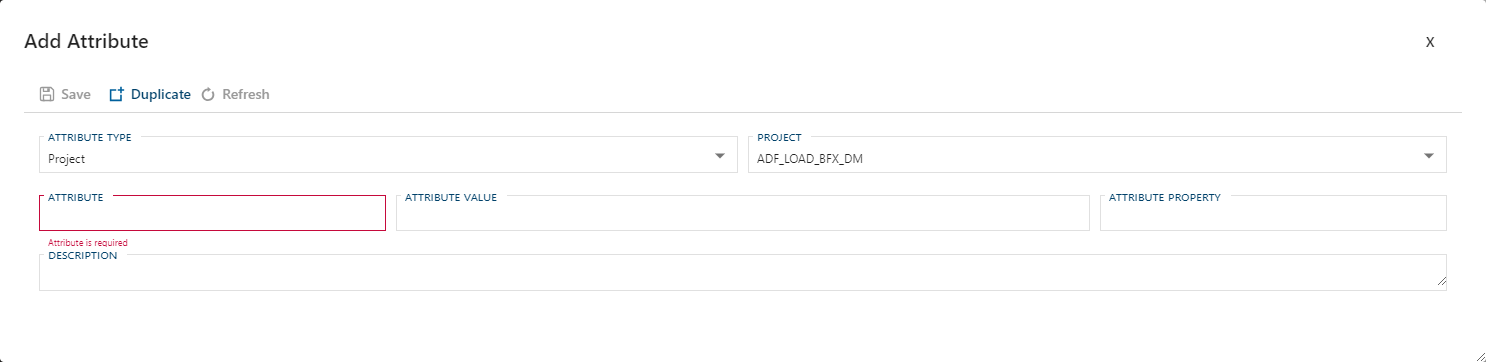 Add Attribute
X
Save Duplicate Refresh
ATTRIBUTE TYPE PROJECT
Project ADF_LOAD_BFX_DM
ATTRIBUTE ATTRIBUTE VALUE ATTRIBUTE PROPERTY
Attribute is required
DESCRIPTION